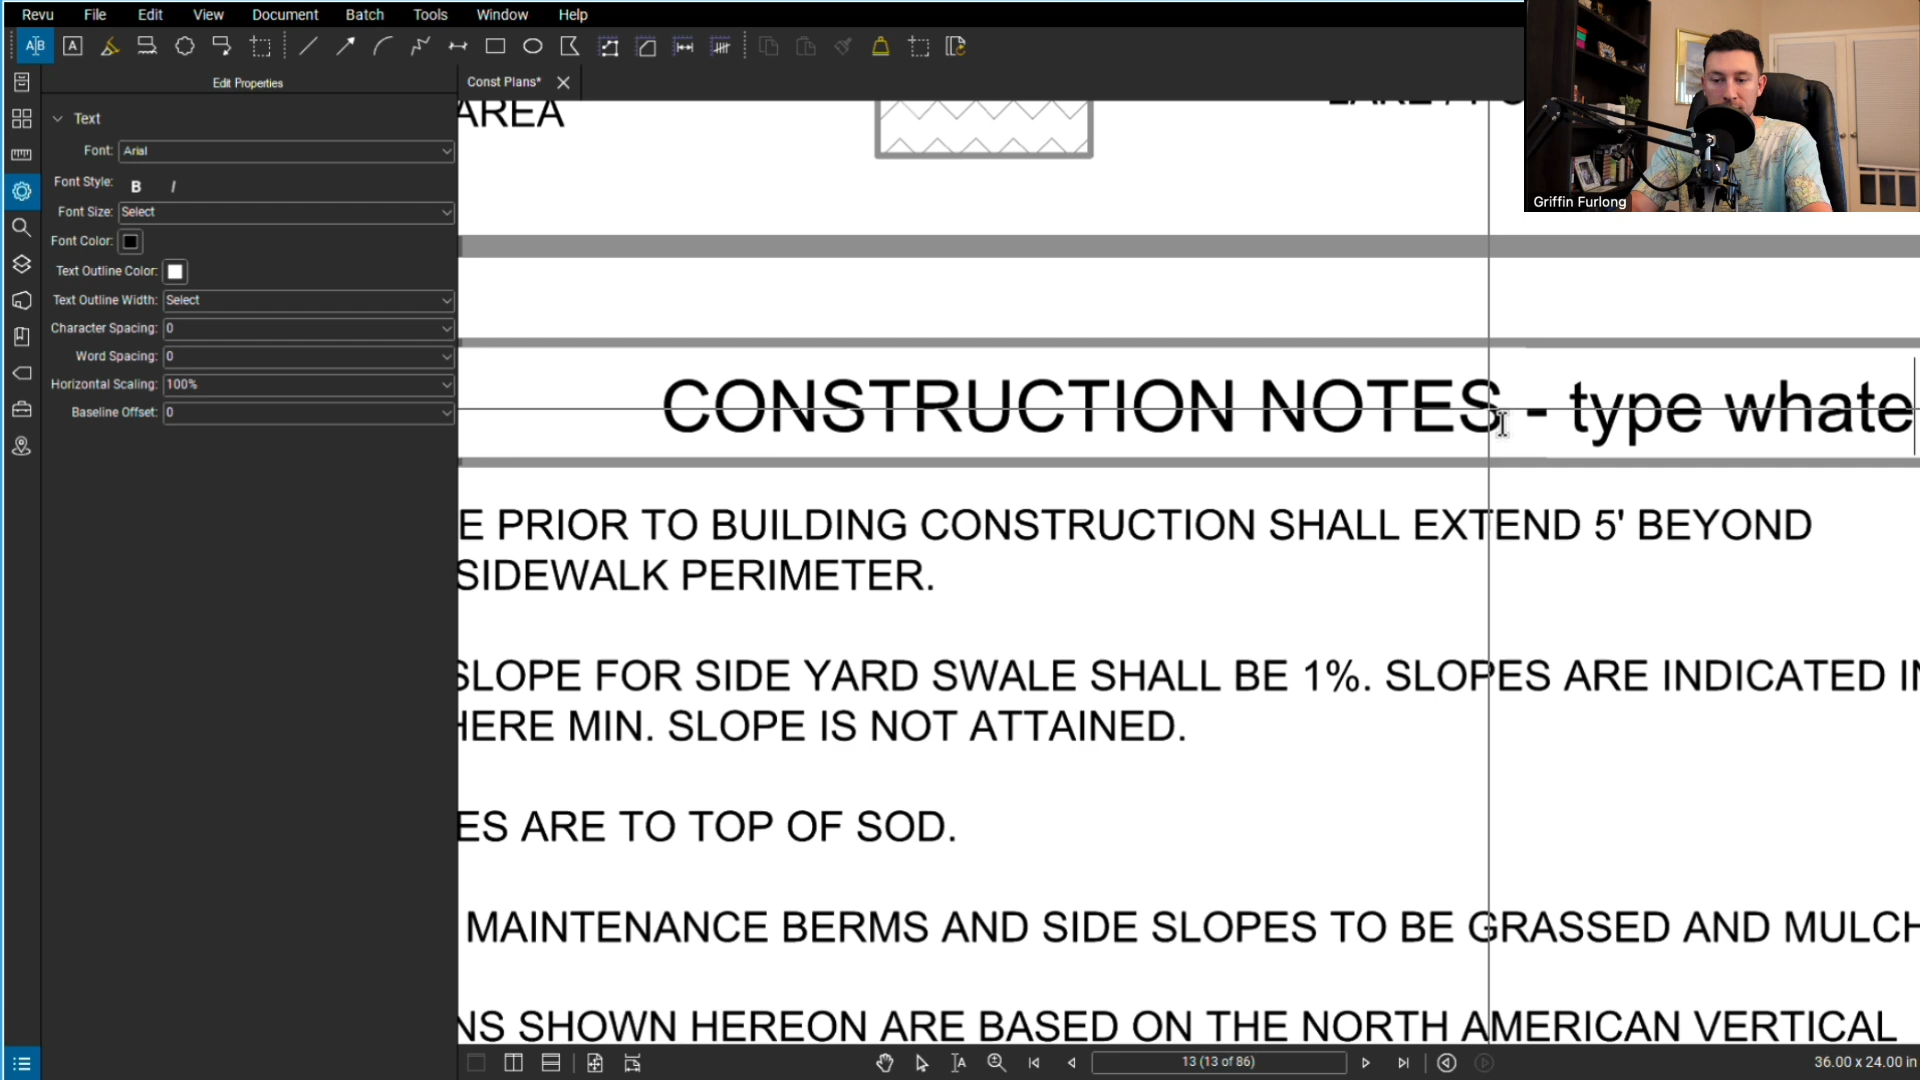 Revu File Edit View Document Batch Tools Window Help
Edit Properties
Const Plans*
Text
Font: Arial
Font Style: B I
Font Size: Select
Font Color:
Text Outline Color:
Text Outline Width: Select
Character Spacing: 0
Word Spacing: 0
Horizontal Scaling: 100%
Baseline Offset: 0
AREA
CONSTRUCTION NOTES - type whate
E PRIOR TO BUILDING CONSTRUCTION SHALL EXTEND 5' BEYOND
SIDEWALK PERIMETER.
SLOPE FOR SIDE YARD SWALE SHALL BE 1%. SLOPES ARE INDICATED IN
HERE MIN. SLOPE IS NOT ATTAINED.
ES ARE TO TOP OF SOD.
MAINTENANCE BERMS AND SIDE SLOPES TO BE GRASSED AND MULCH
NS SHOWN HEREON ARE BASED ON THE NORTH AMERICAN VERTICAL
13 (13 of 86)
36.00 x 24.00 in
Griffin Furlong